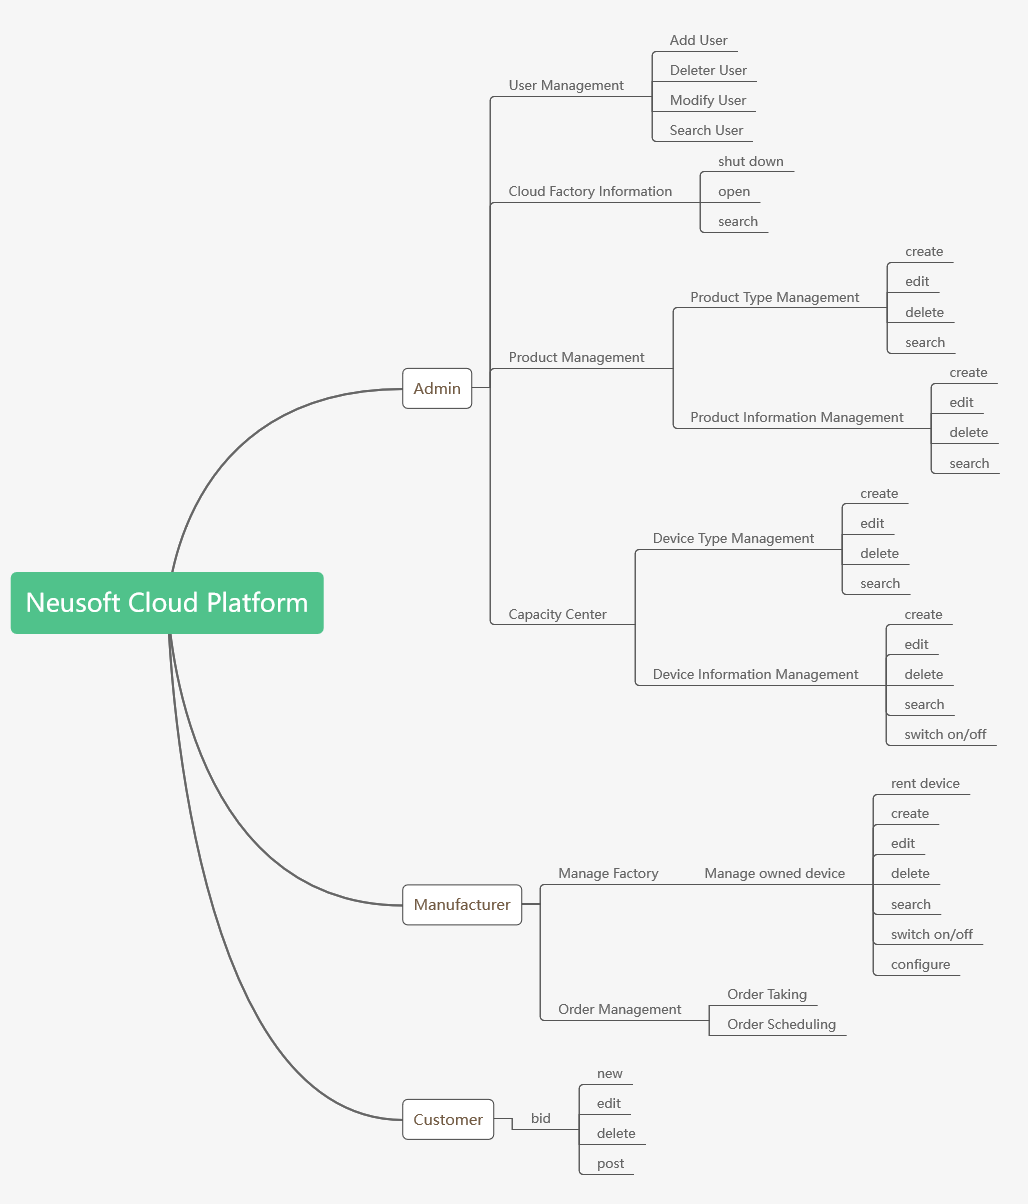 Neusoft Cloud Platform
Admin
User Management
Add User
Deleter User
Modify User
Search User
Cloud Factory Information
shut down
open
search
Product Management
Product Type Management
create
edit
delete
search
Product Information Management
create
edit
delete
search
Capacity Center
Device Type Management
create
edit
delete
search
Device Information Management
create
edit
delete
search
switch on/off
Manufacturer
Manage Factory
Manage owned device
rent device
create
edit
delete
search
switch on/off
configure
Order Management
Order Taking
Order Scheduling
Customer
bid
new
edit
delete
post